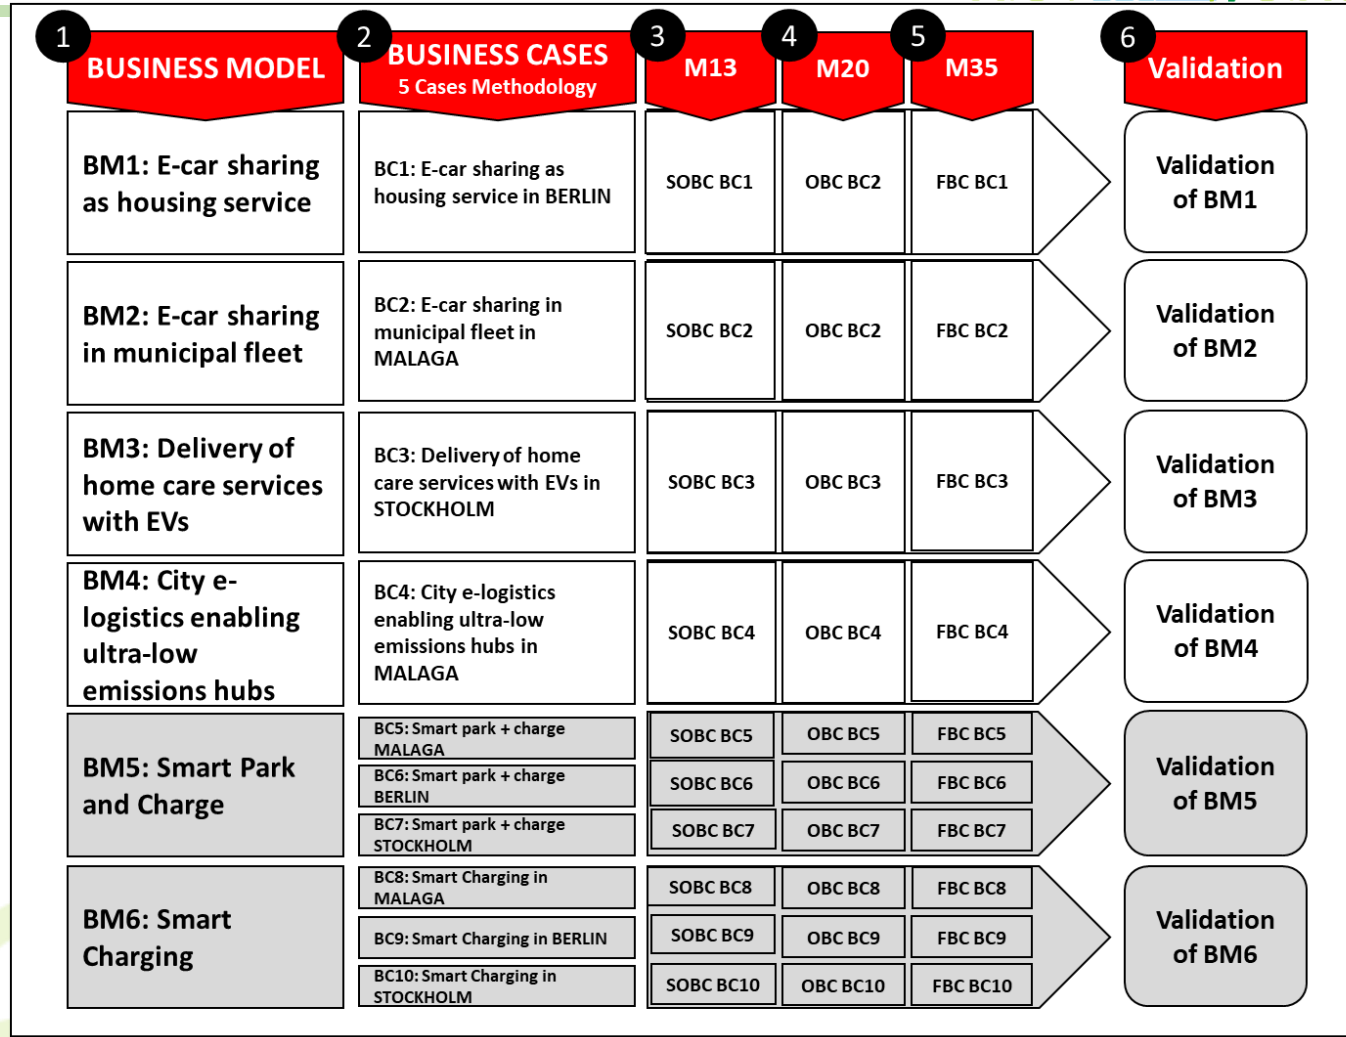 1
BUSINESS MODEL
2
BUSINESS CASES
5 Cases Methodology
3
M13
4
M20
5
M35
6
Validation
BM1: E-car sharing
as housing service
BC1: E-car sharing as
housing service in BERLIN
SOBC BC1
OBC BC2
FBC BC1
Validation
of BM1
BM2: E-car sharing
in municipal fleet
BC2: E-car sharing in
municipal fleet in
MALAGA
SOBC BC2
OBC BC2
FBC BC2
Validation
of BM2
BM3: Delivery of
home care services
with EVs
BC3: Delivery of home
care services with EVs in
STOCKHOLM
SOBC BC3
OBC BC3
FBC BC3
Validation
of BM3
BM4: City e-
logistics enabling
ultra-low
emissions hubs
BC4: City e-logistics
enabling ultra-low
emissions hubs in
MALAGA
SOBC BC4
OBC BC4
FBC BC4
Validation
of BM4
BM5: Smart Park
and Charge
BC5: Smart park + charge
MALAGA
SOBC BC5
OBC BC5
FBC BC5
BC6: Smart park + charge
BERLIN
SOBC BC6
OBC BC6
FBC BC6
BC7: Smart park + charge
STOCKHOLM
SOBC BC7
OBC BC7
FBC BC7
Validation
of BM5
BM6: Smart
Charging
BC8: Smart Charging in
MALAGA
SOBC BC8
OBC BC8
FBC BC8
BC9: Smart Charging in BERLIN
SOBC BC9
OBC BC9
FBC BC9
BC10: Smart Charging in
STOCKHOLM
SOBC BC10
OBC BC10
FBC BC10
Validation
of BM6